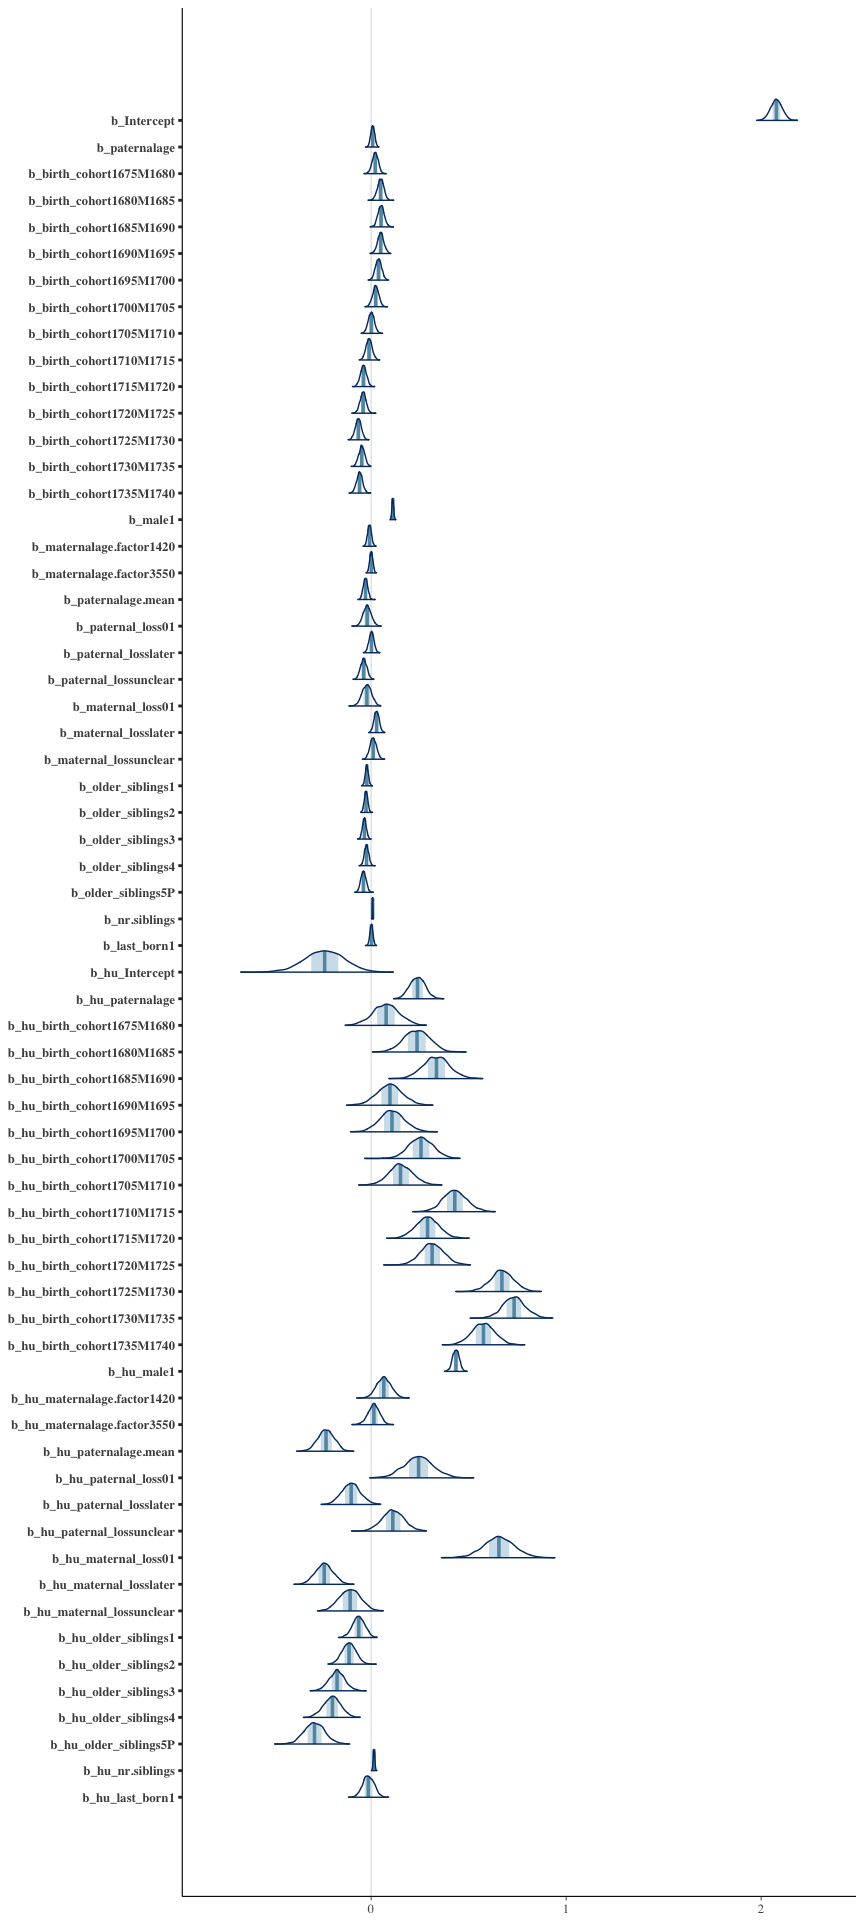 b_Intercept
b_paternalage
b_birth_cohort1675M1680
b_birth_cohort1680M1685
b_birth_cohort1685M1690
b_birth_cohort1690M1695
b_birth_cohort1695M1700
b_birth_cohort1700M1705
b_birth_cohort1705M1710
b_birth_cohort1710M1715
b_birth_cohort1715M1720
b_birth_cohort1720M1725
b_birth_cohort1725M1730
b_birth_cohort1730M1735
b_birth_cohort1735M1740
b_male1
b_maternalage.factor1420
b_maternalage.factor3550
b_paternalage.mean
b_paternal_loss01
b_paternal_losslater
b_paternal_lossunclear
b_maternal_loss01
b_maternal_losslater
b_maternal_lossunclear
b_older_siblings1
b_older_siblings2
b_older_siblings3
b_older_siblings4
b_older_siblings5P
b_nr.siblings
b_last_born1
b_hu_Intercept
b_hu_paternalage
b_hu_birth_cohort1675M1680
b_hu_birth_cohort1680M1685
b_hu_birth_cohort1685M1690
b_hu_birth_cohort1690M1695
b_hu_birth_cohort1695M1700
b_hu_birth_cohort1700M1705
b_hu_birth_cohort1705M1710
b_hu_birth_cohort1710M1715
b_hu_birth_cohort1715M1720
b_hu_birth_cohort1720M1725
b_hu_birth_cohort1725M1730
b_hu_birth_cohort1730M1735
b_hu_birth_cohort1735M1740
b_hu_male1
b_hu_maternalage.factor1420
b_hu_maternalage.factor3550
b_hu_paternalage.mean
b_hu_paternal_loss01
b_hu_paternal_losslater
b_hu_paternal_lossunclear
b_hu_maternal_loss01
b_hu_maternal_losslater
b_hu_maternal_lossunclear
b_hu_older_siblings1
b_hu_older_siblings2
b_hu_older_siblings3
b_hu_older_siblings4
b_hu_older_siblings5P
b_hu_nr.siblings
b_hu_last_born1
0 1 2